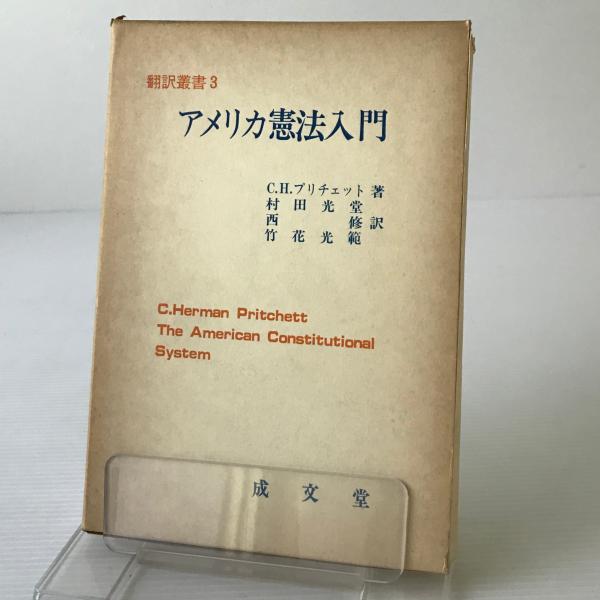 翻訳叢書3
アメリカ憲法入門
C.H.プリチェット 著
村田光堂
西修 訳
竹花光範
C.Herman Pritchett
The American Constitutional
System
成文堂